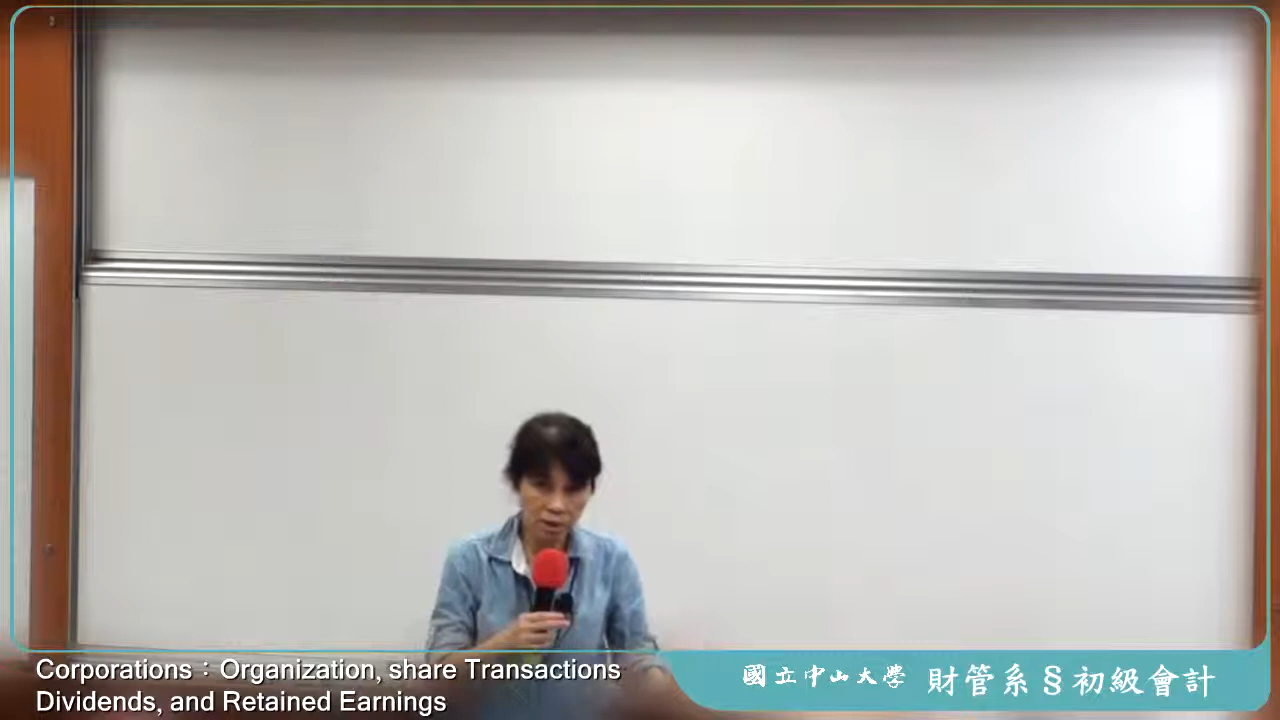 Corporations：Organization, share Transactions
Dividends, and Retained Earnings
國立中山大學 財管系§初級會計